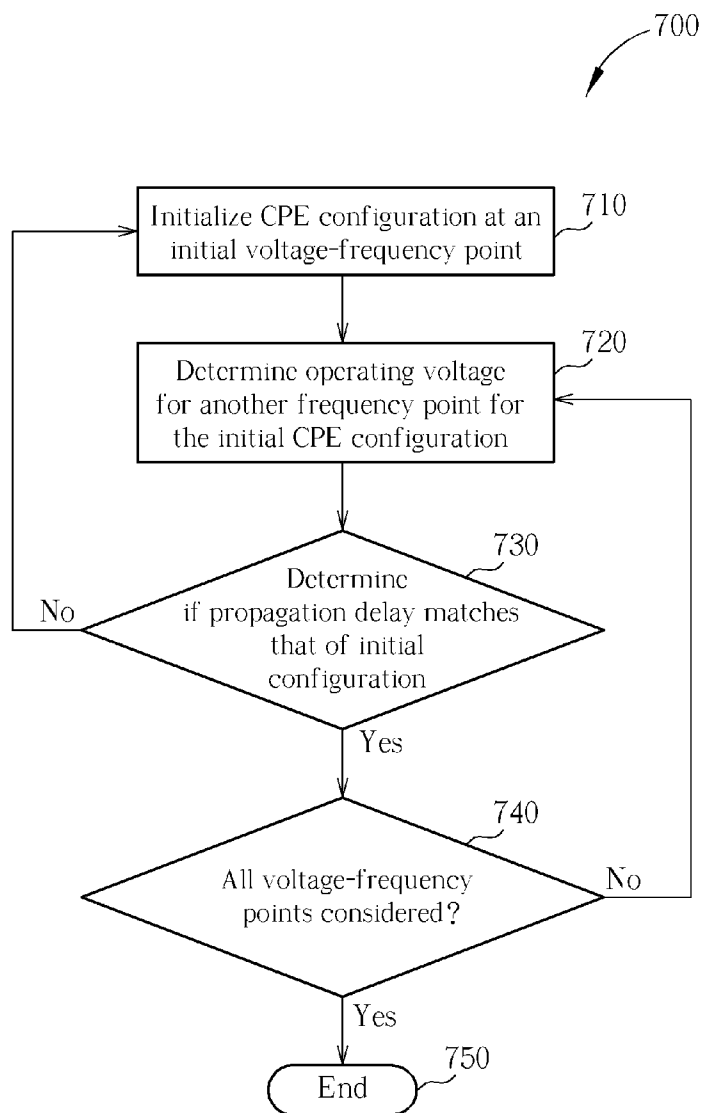 700
Initialize CPE configuration at an
initial voltage-frequency point
710
720
Determine operating voltage
for another frequency point for
the initial CPE configuration
730
Determine
if propagation delay matches
that of initial
configuration
No
Yes
740
All voltage-frequency
points considered?
No
Yes
750
End